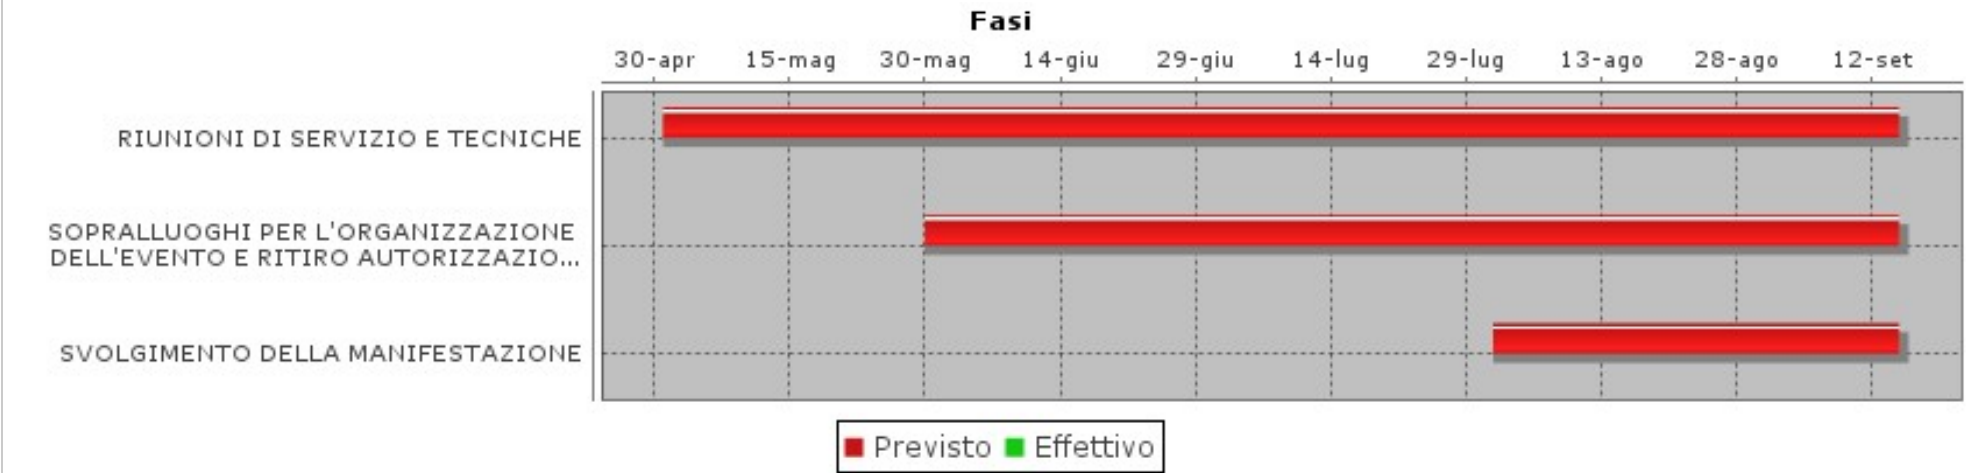 Fasi
30-apr 15-mag 30-mag 14-giu 29-giu 14-lug 29-lug 13-ago 28-ago 12-set
RIUNIONI DI SERVIZIO E TECNICHE
SOPRALLUOGHI PER L'ORGANIZZAZIONE
DELL'EVENTO E RITIRO AUTORIZZAZIO...
SVOLGIMENTO DELLA MANIFESTAZIONE
Previsto Effettivo